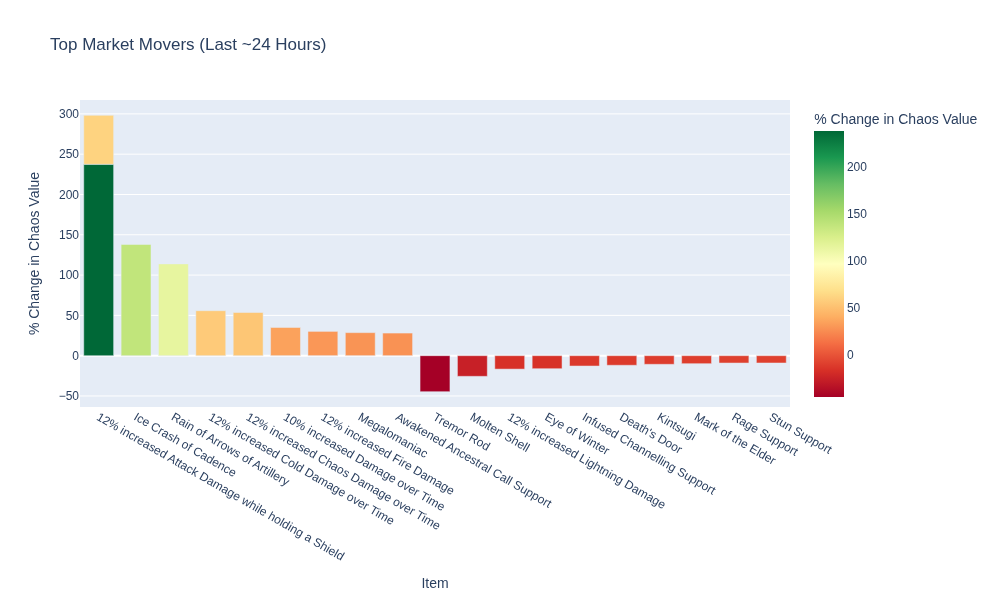 Top Market Movers (Last ~24 Hours)
% Change in Chaos Value
300
250
200
150
100
50
0
−50
12% increased Attack Damage while holding a Shield
Ice Crash of Cadence
Rain of Arrows of Artillery
12% increased Cold Damage over Time
12% increased Chaos Damage over Time
10% increased Damage over Time
12% increased Fire Damage
Megalomaniac
Awakened Ancestral Call Support
Tremor Rod
Molten Shell
12% increased Lightning Damage
Eye of Winter
Infused Channelling Support
Death's Door
Kintsugi
Mark of the Elder
Rage Support
Stun Support
Item
% Change in Chaos Value
200
150
100
50
0